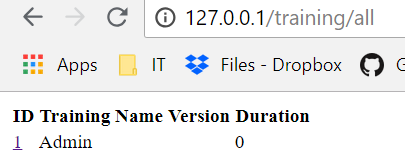 127.0.0.1/training/all
Apps IT Files - Dropbox G
ID Training Name Version Duration
1 Admin 0